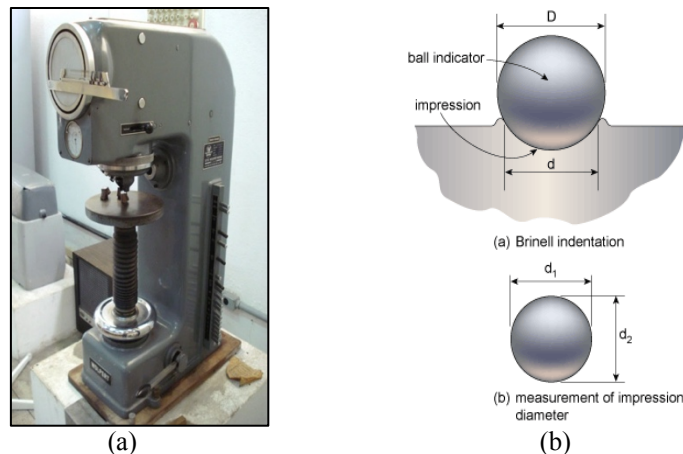 D
ball indicator
impression
d
(a) Brinell indentation
d₁
d₂
(b) measurement of impression
diameter
(a)
(b)